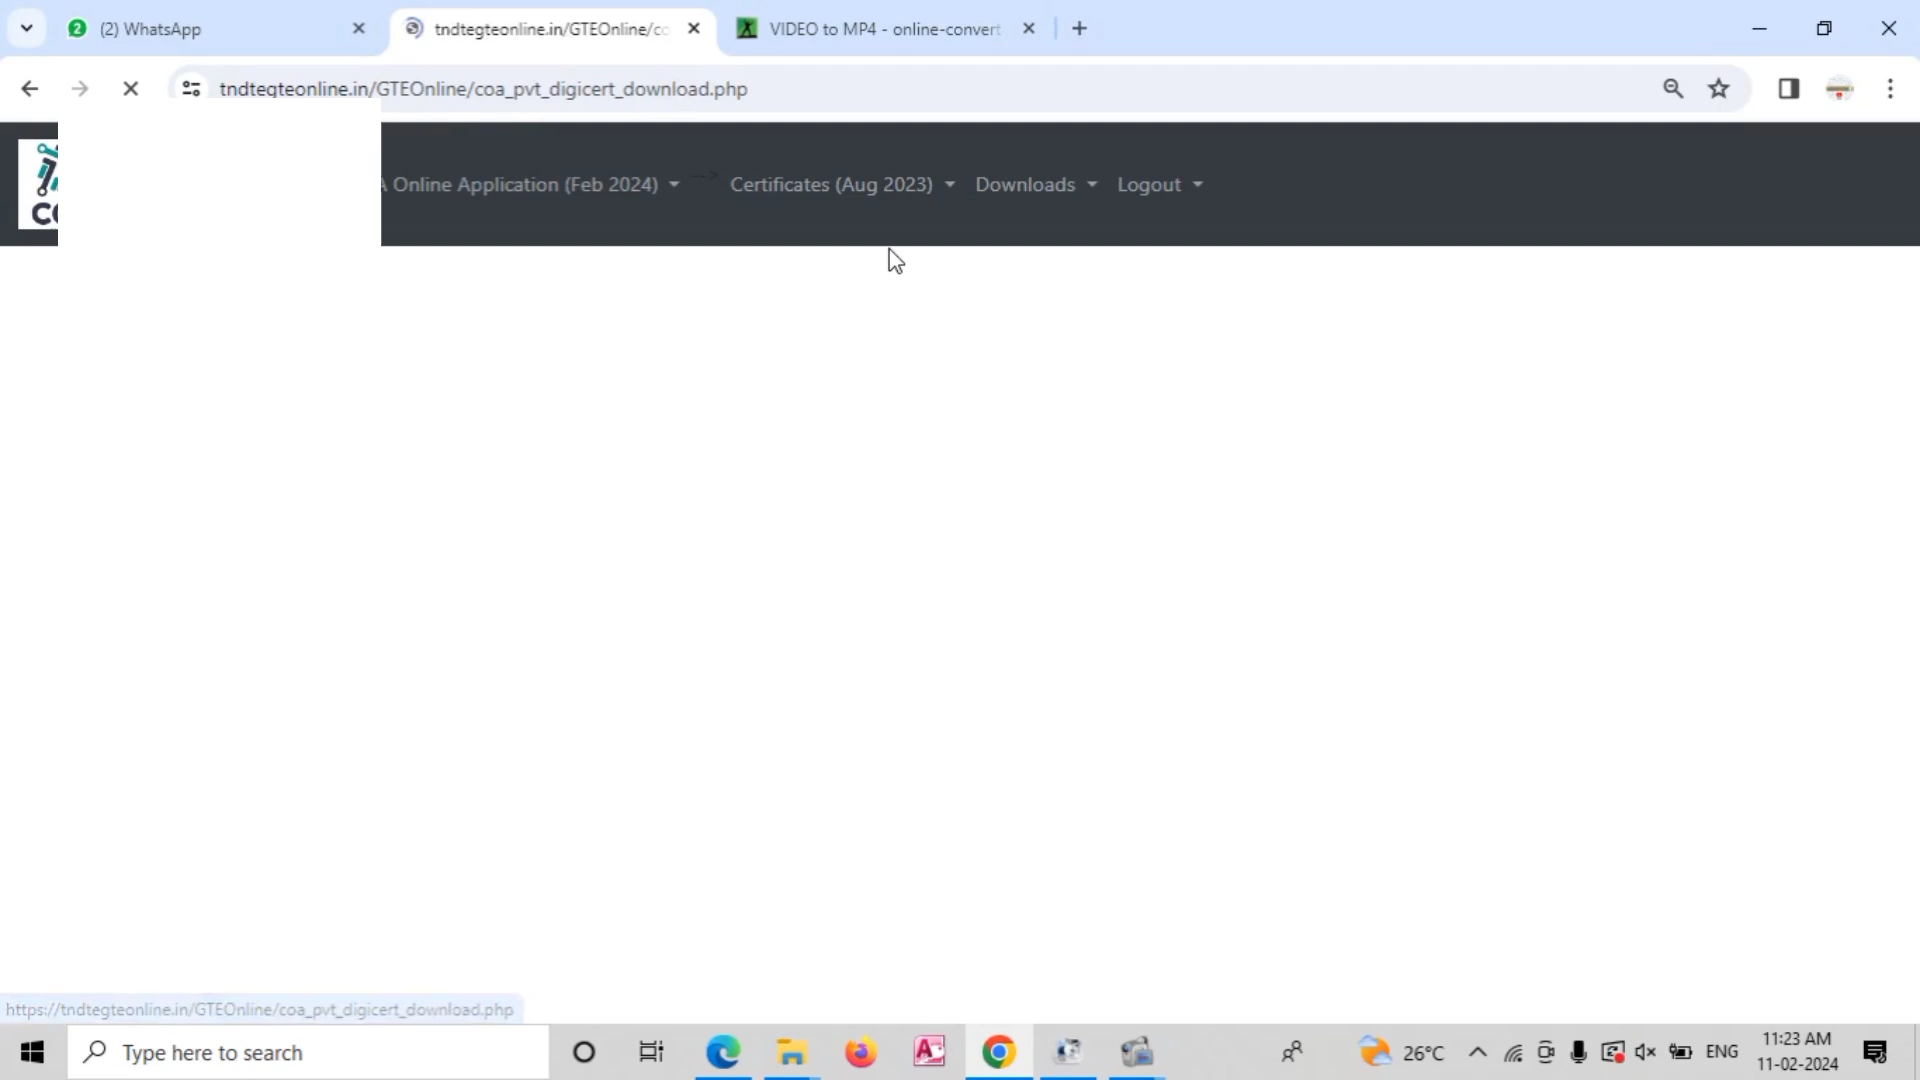 (2) WhatsApp
tndtegteonline.in/GTEOnline/co
VIDEO to MP4 - online-convert
tndtegteonline.in/GTEOnline/coa_pvt_digicert_download.php
CO
A Online Application (Feb 2024)
-->
Certificates (Aug 2023)
Downloads
Logout
https://tndtegteonline.in/GTEOnline/coa_pvt_digicert_download.php
Type here to search
26°C
ENG
11:23 AM
11-02-2024